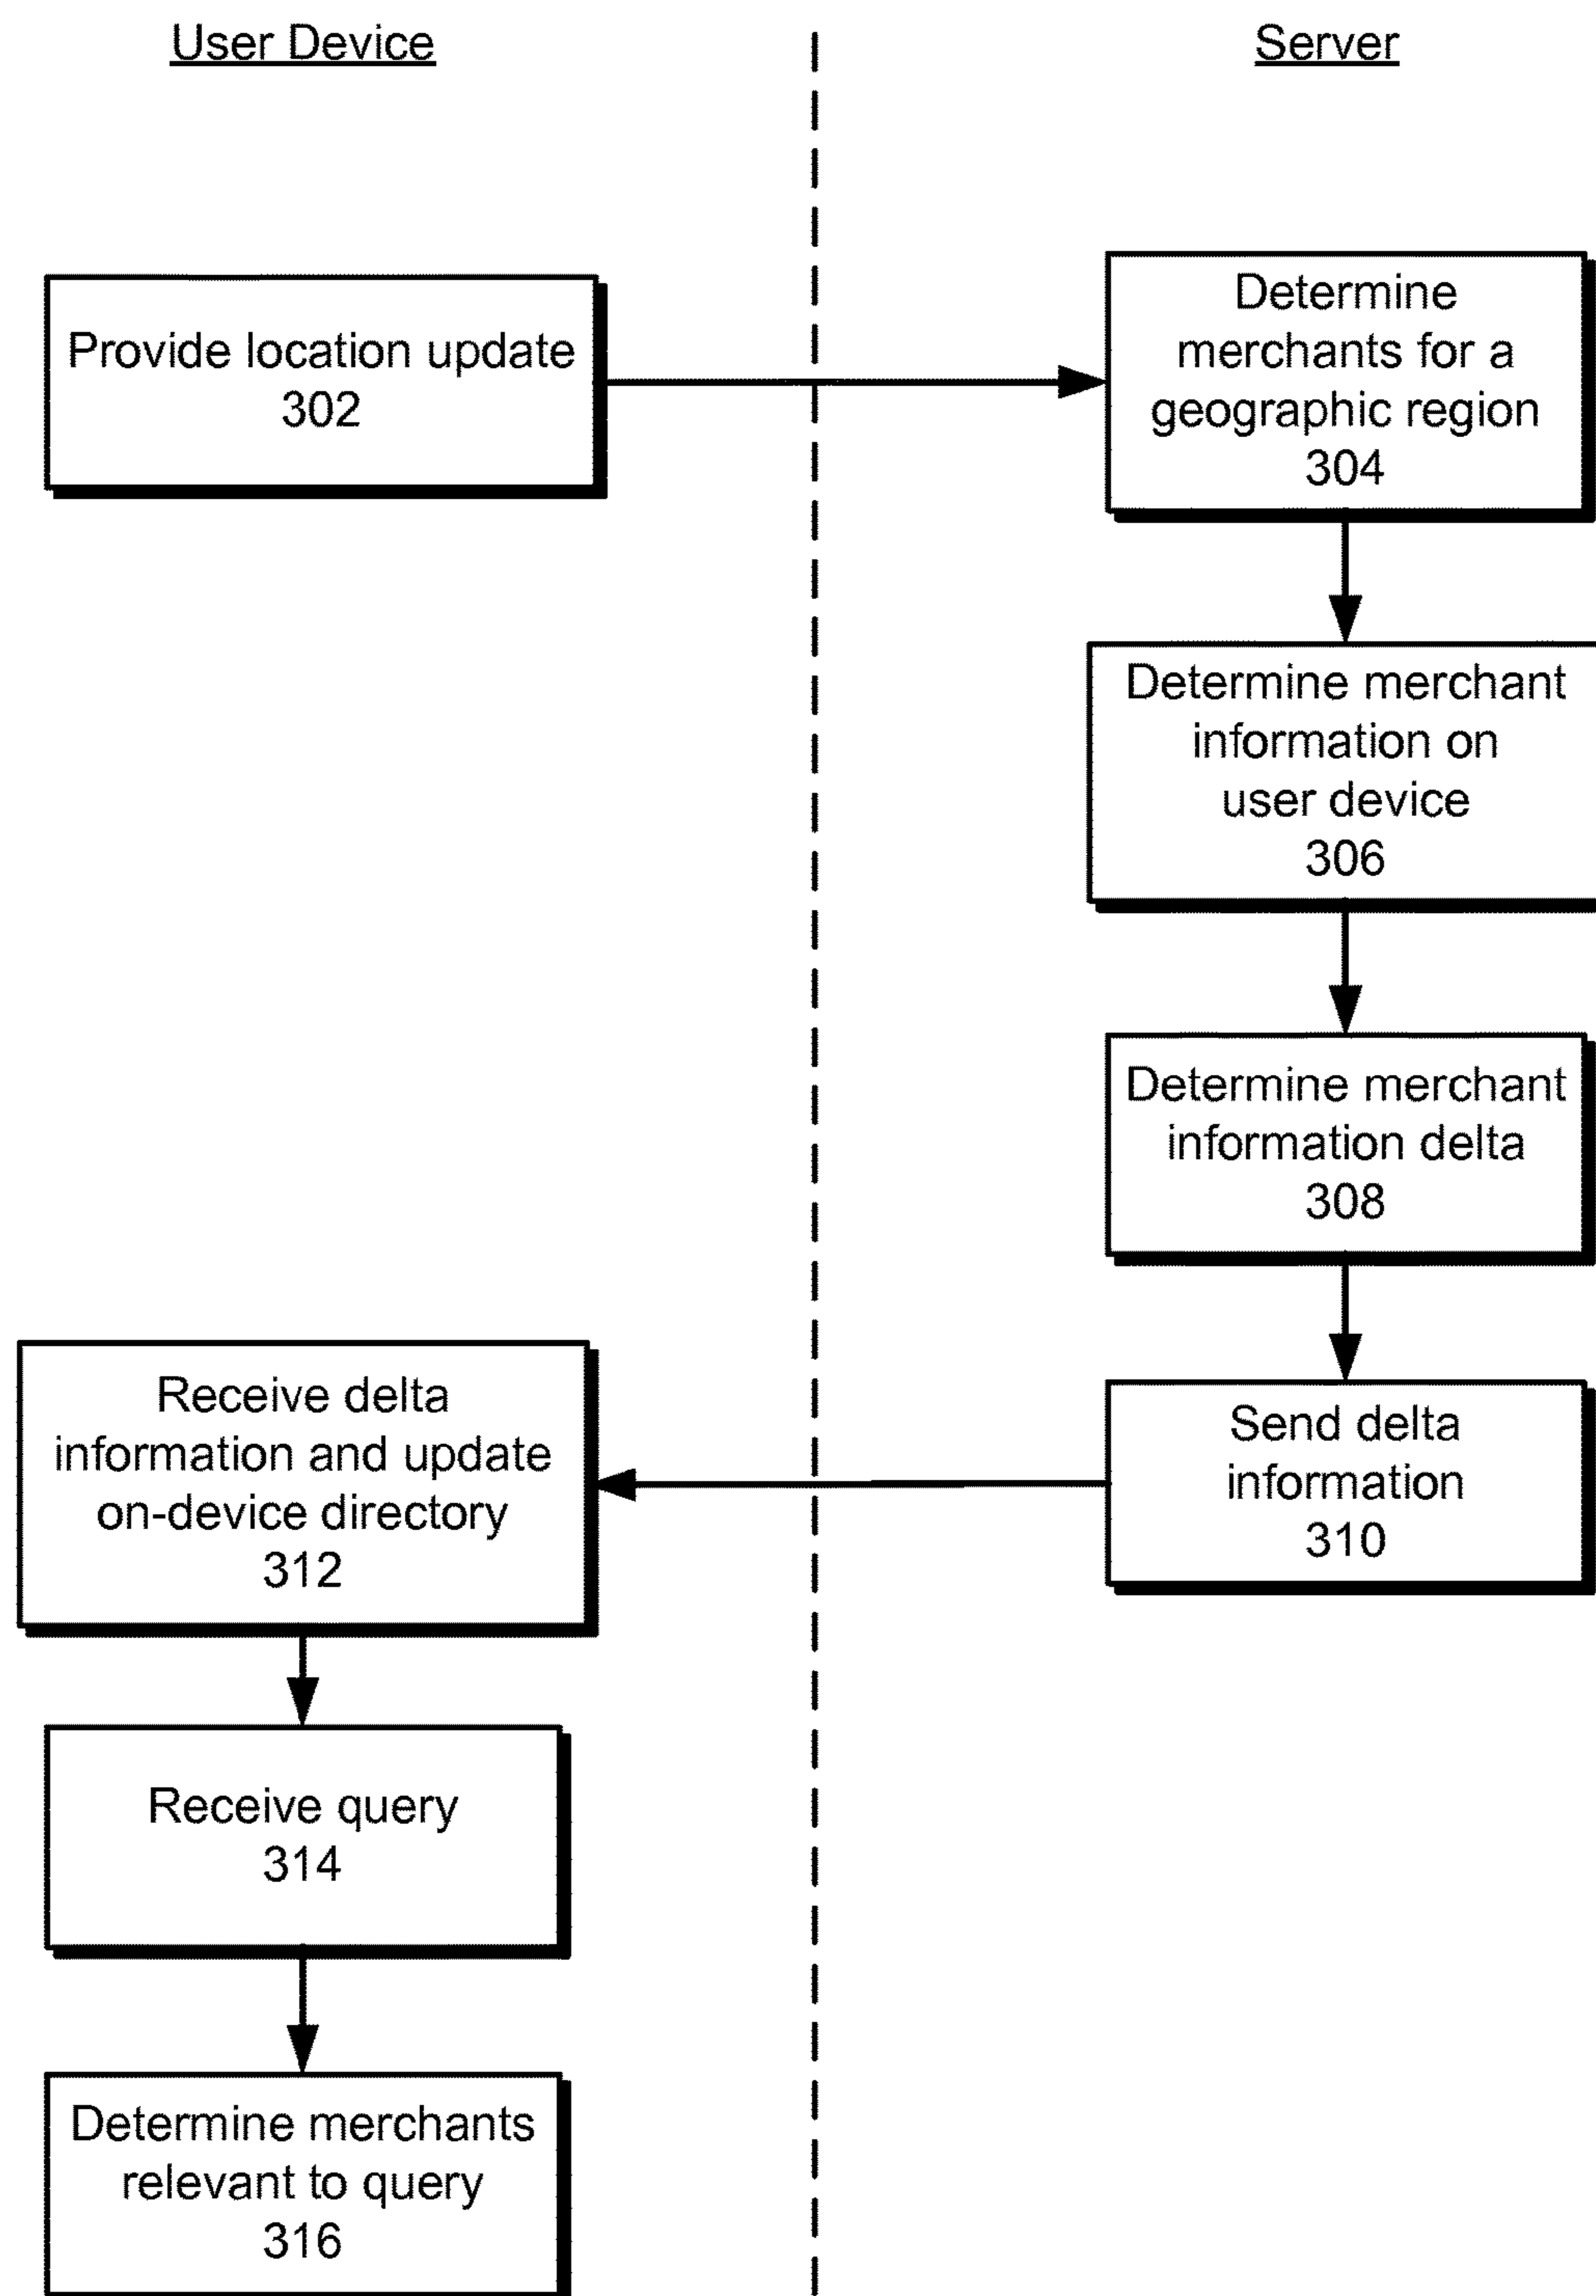 User Device
Server
Provide location update
302
Determine
merchants for a
geographic region
304
Determine merchant
information on
user device
306
Determine merchant
information delta
308
Send delta
information
310
Receive delta
information and update
on-device directory
312
Receive query
314
Determine merchants
relevant to query
316